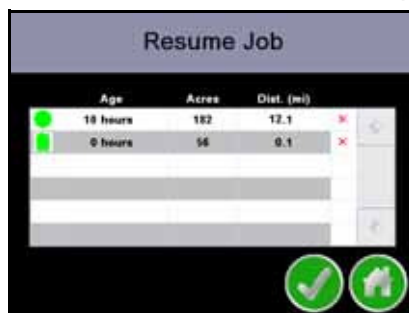 Resume Job
Age Acres Dist. (mi)
18 hours 182 12.1
0 hours 56 0.1